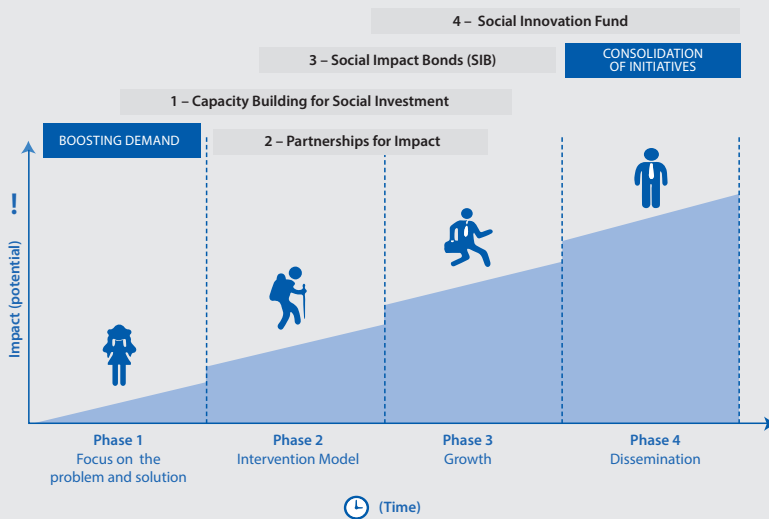 4 – Social Innovation Fund
3 – Social Impact Bonds (SIB)
CONSOLIDATION
OF INITIATIVES
1 – Capacity Building for Social Investment
BOOSTING DEMAND
2 – Partnerships for Impact
Impact (potential) !
Phase 1
Focus on the
problem and solution
Phase 2
Intervention Model
Phase 3
Growth
Phase 4
Dissemination
(Time)